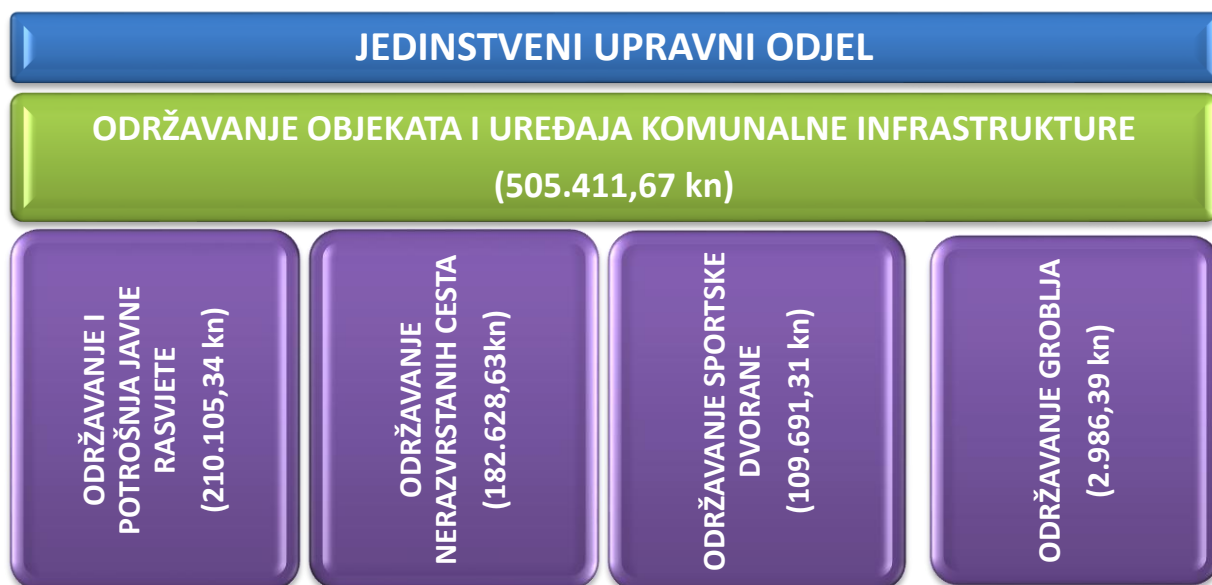 JEDINSTVENI UPRAVNI ODJEL
ODRŽAVANJE OBJEKATA I UREĐAJA KOMUNALNE INFRASTRUKTURE
(505.411,67 kn)
ODRŽAVANJE I
POTROŠNJA JAVNE
RASVJETE
(210.105,34 kn)
ODRŽAVANJE
NERAZVRSTANIH CESTA
(182.628,63kn)
ODRŽAVANJE SPORTSKE
DVORANE
(109.691,31 kn)
ODRŽAVANJE GROBLJA
(2.986,39 kn)